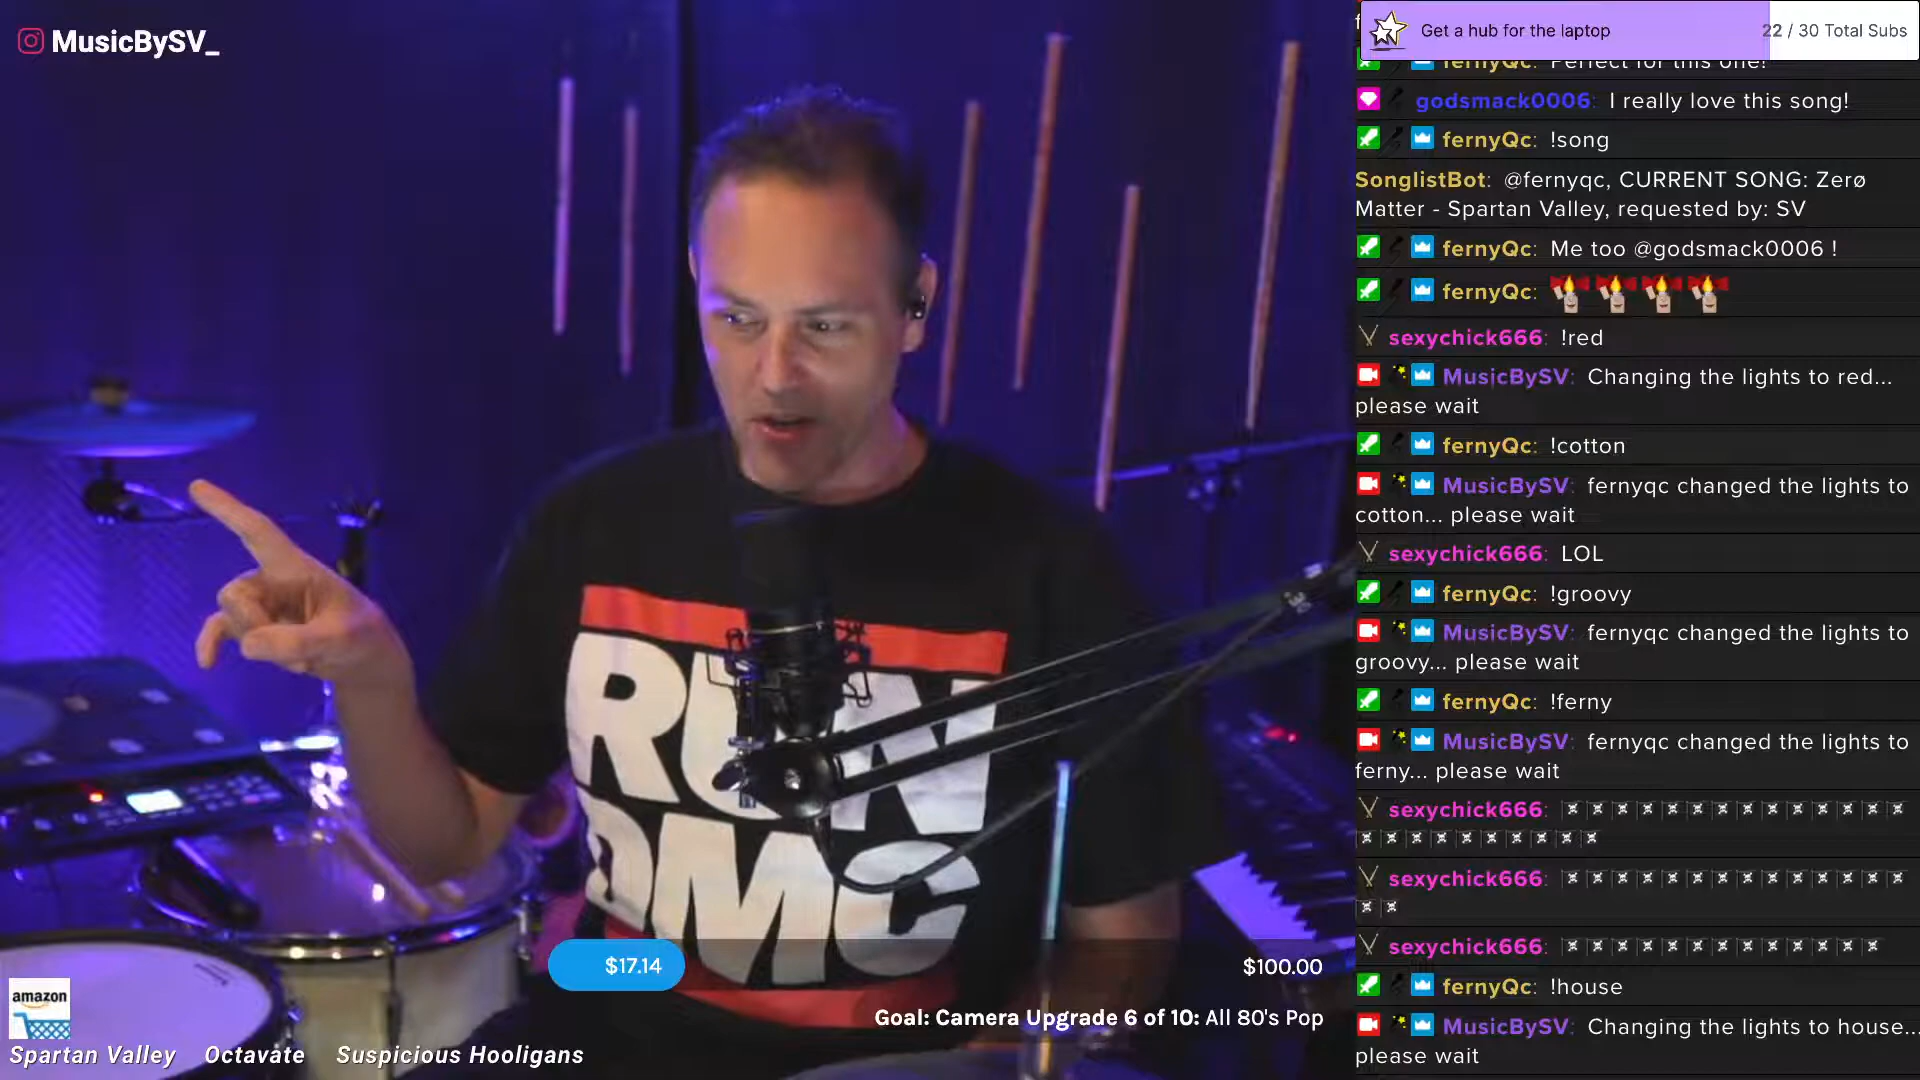 MusicBySV_
Get a hub for the laptop
22 / 30 Total Subs
fernyQc: Perfect for this one!
godsmack0006: I really love this song!
fernyQc: !song
SonglistBot: @fernyqc, CURRENT SONG: Zerø
Matter - Spartan Valley, requested by: SV
fernyQc: Me too @godsmack0006 !
fernyQc:
sexychick666: !red
MusicBySV: Changing the lights to red...
please wait
fernyQc: !cotton
MusicBySV: fernyqc changed the lights to
cotton... please wait
sexychick666: LOL
fernyQc: !groovy
MusicBySV: fernyqc changed the lights to
groovy... please wait
fernyQc: !ferny
MusicBySV: fernyqc changed the lights to
ferny... please wait
sexychick666:
sexychick666:
sexychick666:
fernyQc: !house
MusicBySV: Changing the lights to house...
please wait
RUN
DMC
$17.14
$100.00
Goal: Camera Upgrade 6 of 10: All 80's Pop
amazon
Spartan Valley Octavate Suspicious Hooligans